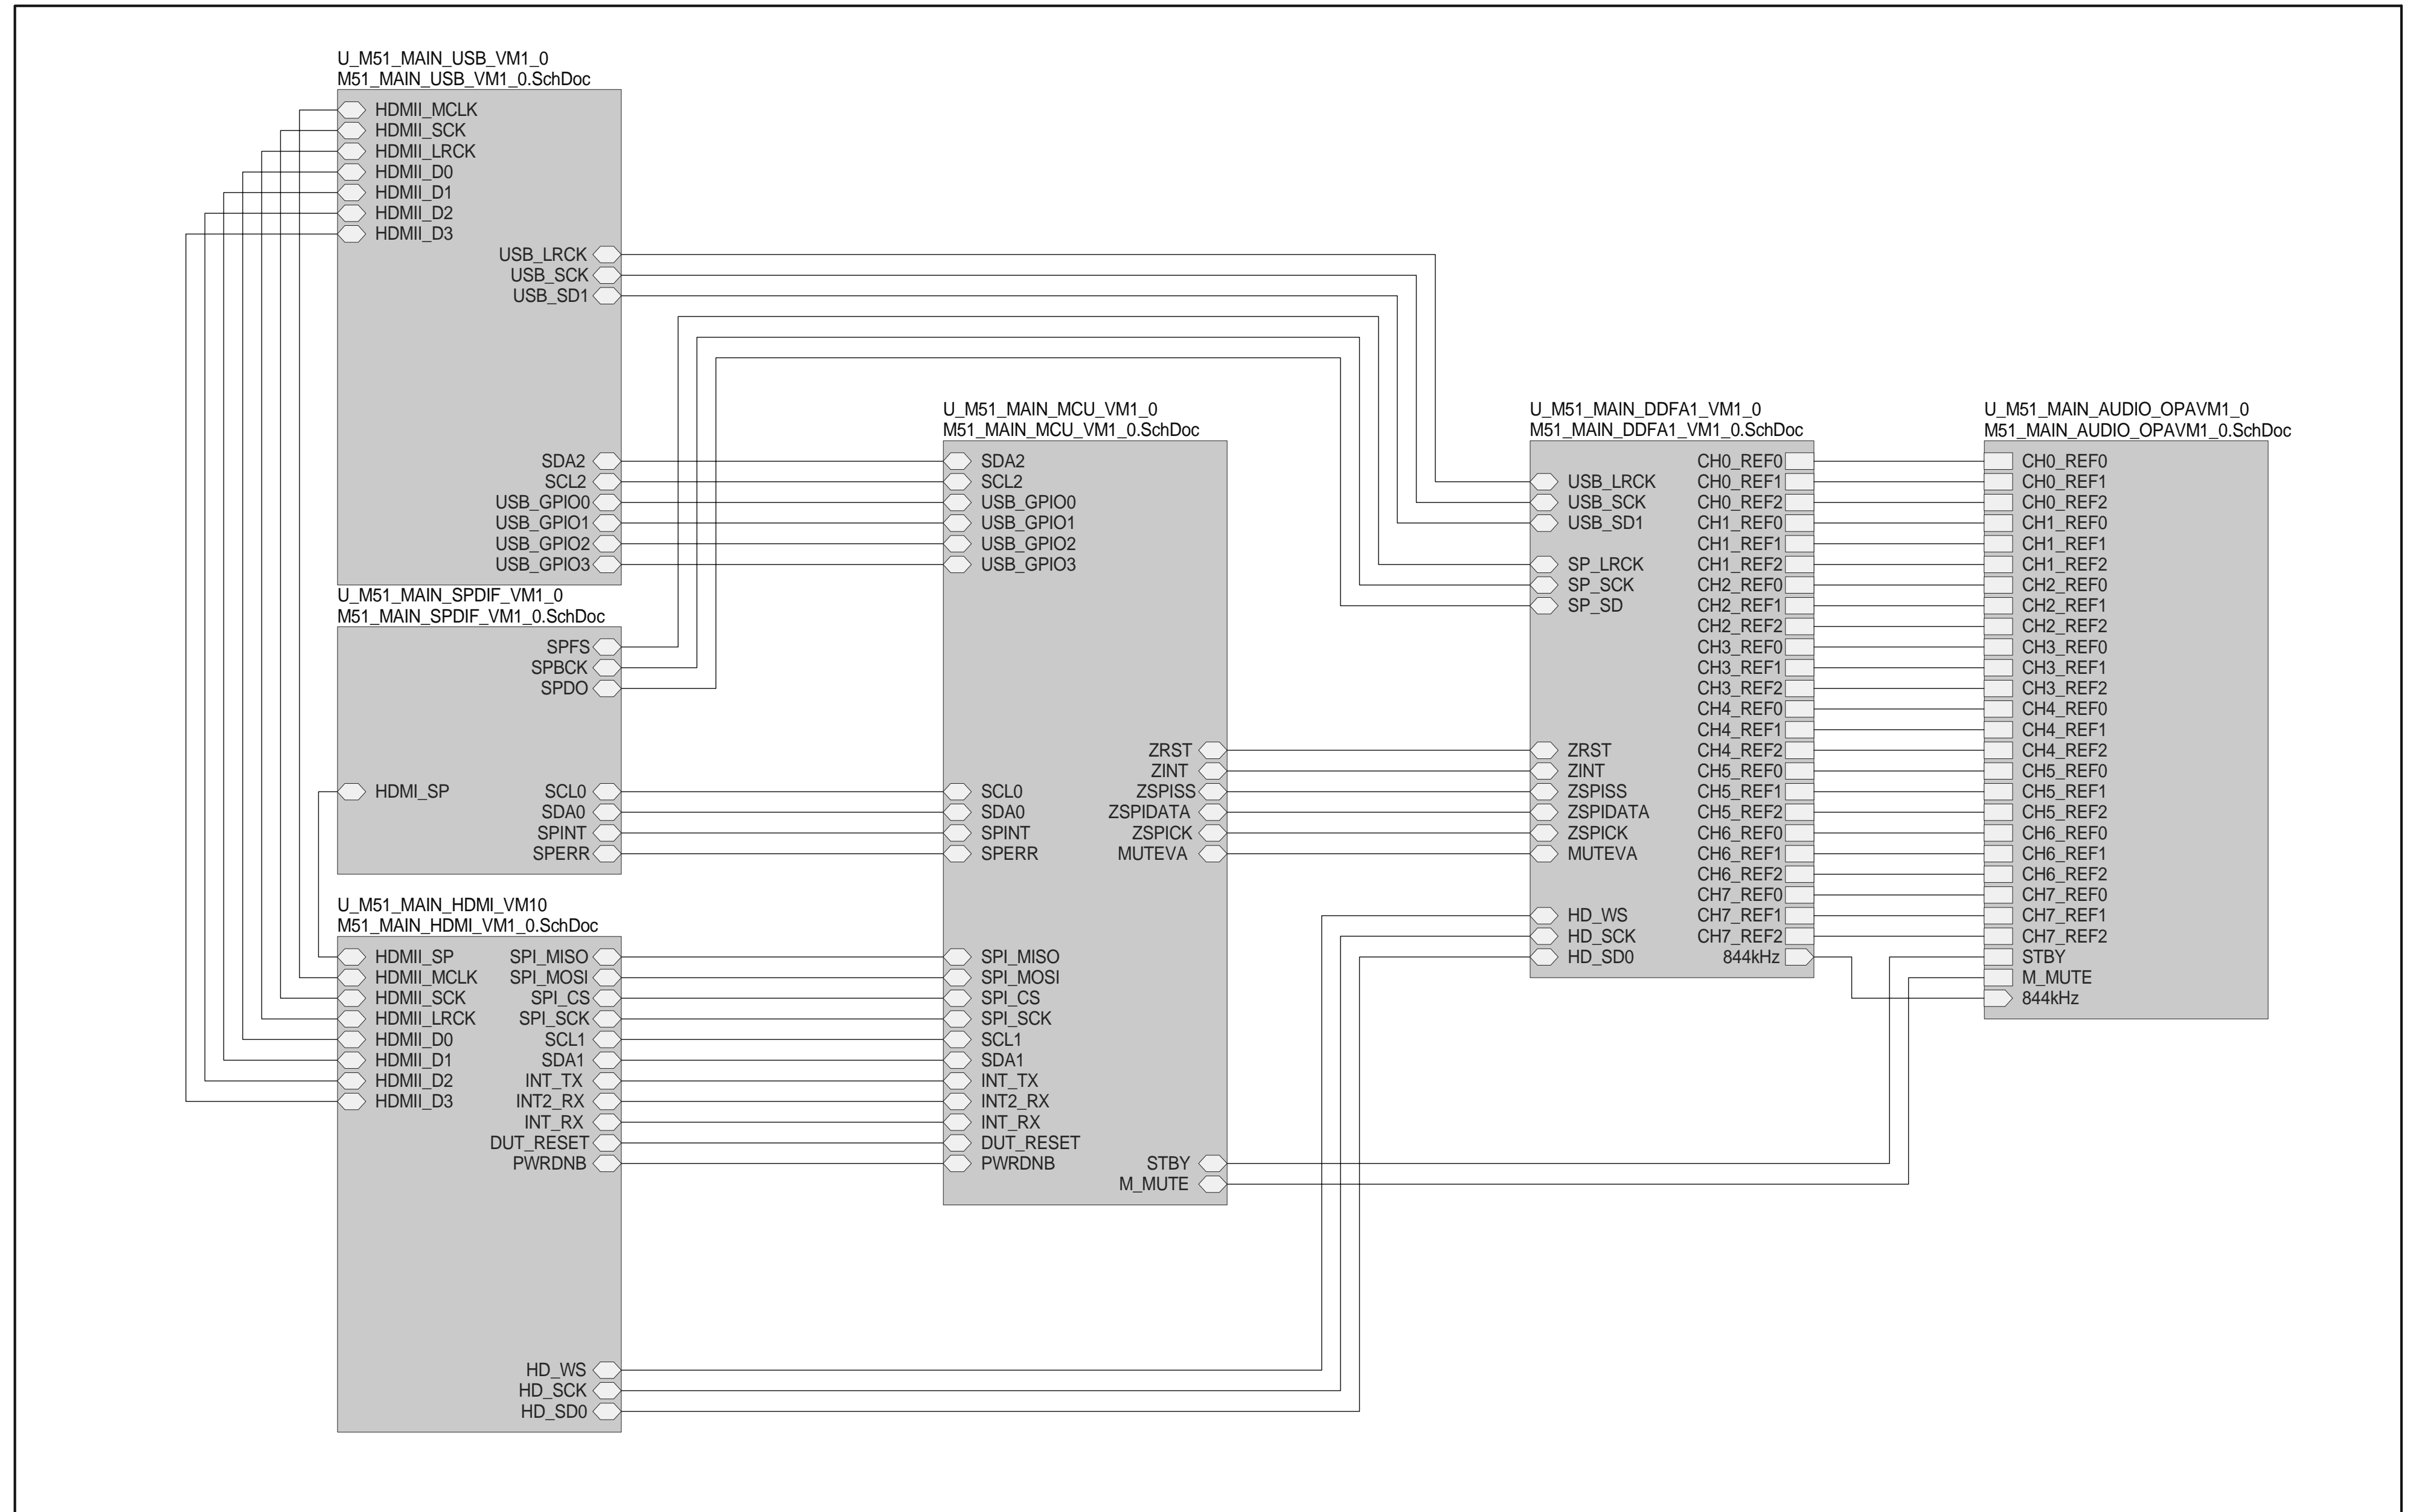 U_M51_MAIN_USB_VM1_0
M51_MAIN_USB_VM1_0.SchDoc
HDMII_MCLK
HDMII_SCK
HDMII_LRCK
HDMII_D0
HDMII_D1
HDMII_D2
HDMII_D3
USB_LRCK
USB_SCK
USB_SD1
SDA2
SCL2
USB_GPIO0
USB_GPIO1
USB_GPIO2
USB_GPIO3
U_M51_MAIN_SPDIF_VM1_0
M51_MAIN_SPDIF_VM1_0.SchDoc
SPFS
SPBCK
SPDO
HDMI_SP
SCL0
SDA0
SPINT
SPERR
U_M51_MAIN_HDMI_VM10
M51_MAIN_HDMI_VM1_0.SchDoc
HDMII_SP
HDMII_MCLK
HDMII_SCK
HDMII_LRCK
HDMII_D0
HDMII_D1
HDMII_D2
HDMII_D3
SPI_MISO
SPI_MOSI
SPI_CS
SPI_SCK
SCL1
SDA1
INT_TX
INT2_RX
INT_RX
DUT_RESET
PWRDNB
HD_WS
HD_SCK
HD_SD0
U_M51_MAIN_MCU_VM1_0
M51_MAIN_MCU_VM1_0.SchDoc
SDA2
SCL2
USB_GPIO0
USB_GPIO1
USB_GPIO2
USB_GPIO3
SCL0
SDA0
SPINT
SPERR
SPI_MISO
SPI_MOSI
SPI_CS
SPI_SCK
SCL1
SDA1
INT_TX
INT2_RX
INT_RX
DUT_RESET
PWRDNB
ZRST
ZINT
ZSPISS
ZSPIDATA
ZSPICK
MUTEVA
STBY
M_MUTE
U_M51_MAIN_DDFA1_VM1_0
M51_MAIN_DDFA1_VM1_0.SchDoc
USB_LRCK
USB_SCK
USB_SD1
SP_LRCK
SP_SCK
SP_SD
ZRST
ZINT
ZSPISS
ZSPIDATA
ZSPICK
MUTEVA
HD_WS
HD_SCK
HD_SD0
CH0_REF0
CH0_REF1
CH0_REF2
CH1_REF0
CH1_REF1
CH1_REF2
CH2_REF0
CH2_REF1
CH2_REF2
CH3_REF0
CH3_REF1
CH3_REF2
CH4_REF0
CH4_REF1
CH4_REF2
CH5_REF0
CH5_REF1
CH5_REF2
CH6_REF0
CH6_REF1
CH6_REF2
CH7_REF0
CH7_REF1
CH7_REF2
844kHz
U_M51_MAIN_AUDIO_OPAVM1_0
M51_MAIN_AUDIO_OPAVM1_0.SchDoc
CH0_REF0
CH0_REF1
CH0_REF2
CH1_REF0
CH1_REF1
CH1_REF2
CH2_REF0
CH2_REF1
CH2_REF2
CH3_REF0
CH3_REF1
CH3_REF2
CH4_REF0
CH4_REF1
CH4_REF2
CH5_REF0
CH5_REF1
CH5_REF2
CH6_REF0
CH6_REF1
CH6_REF2
CH7_REF0
CH7_REF1
CH7_REF2
STBY
M_MUTE
844kHz